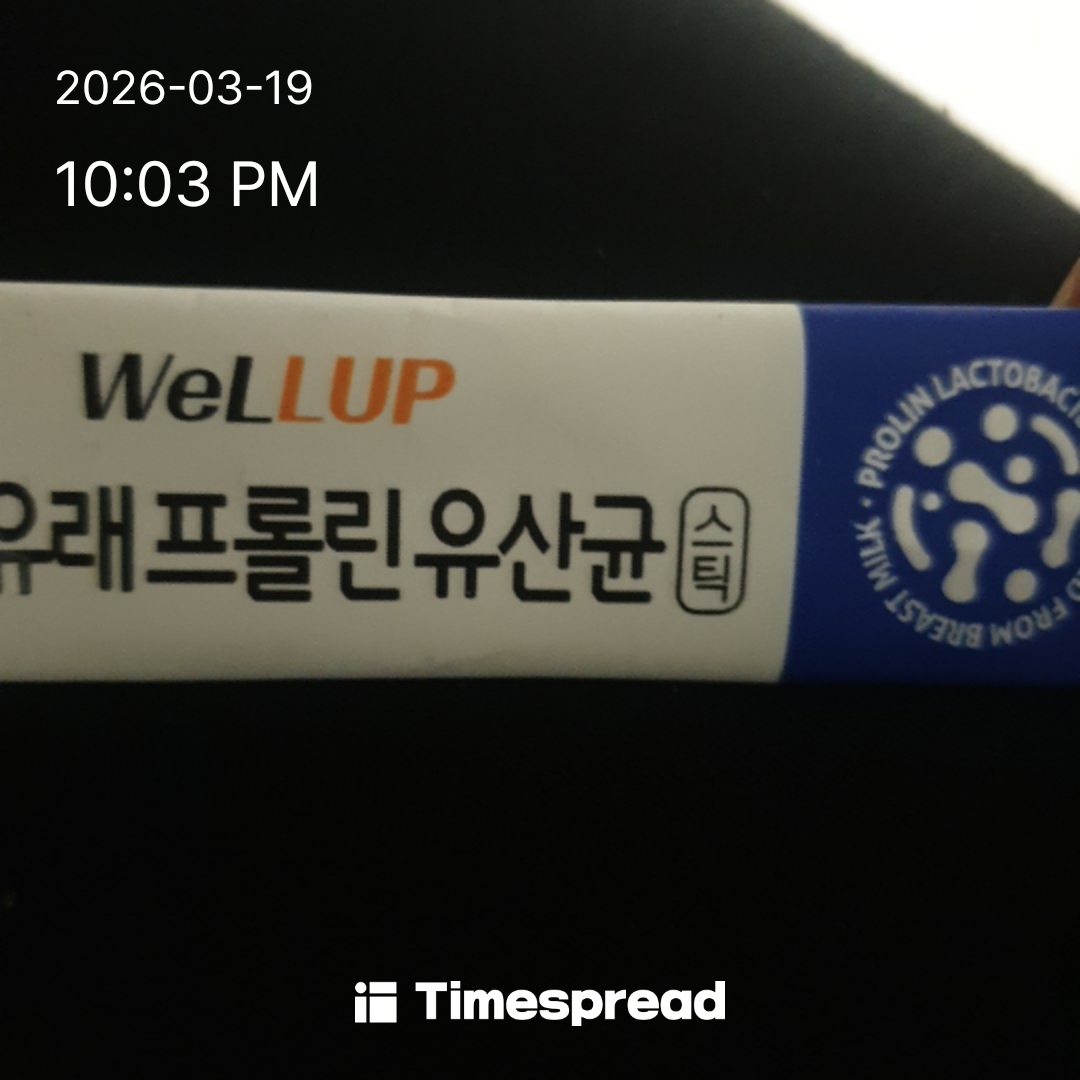 2026-03-19
10:03 PM
WeLLUP
유래 프롤린 유산균 스틱
PROLIN LACTOBACI
FROM BREAST MILK ·
Timespread